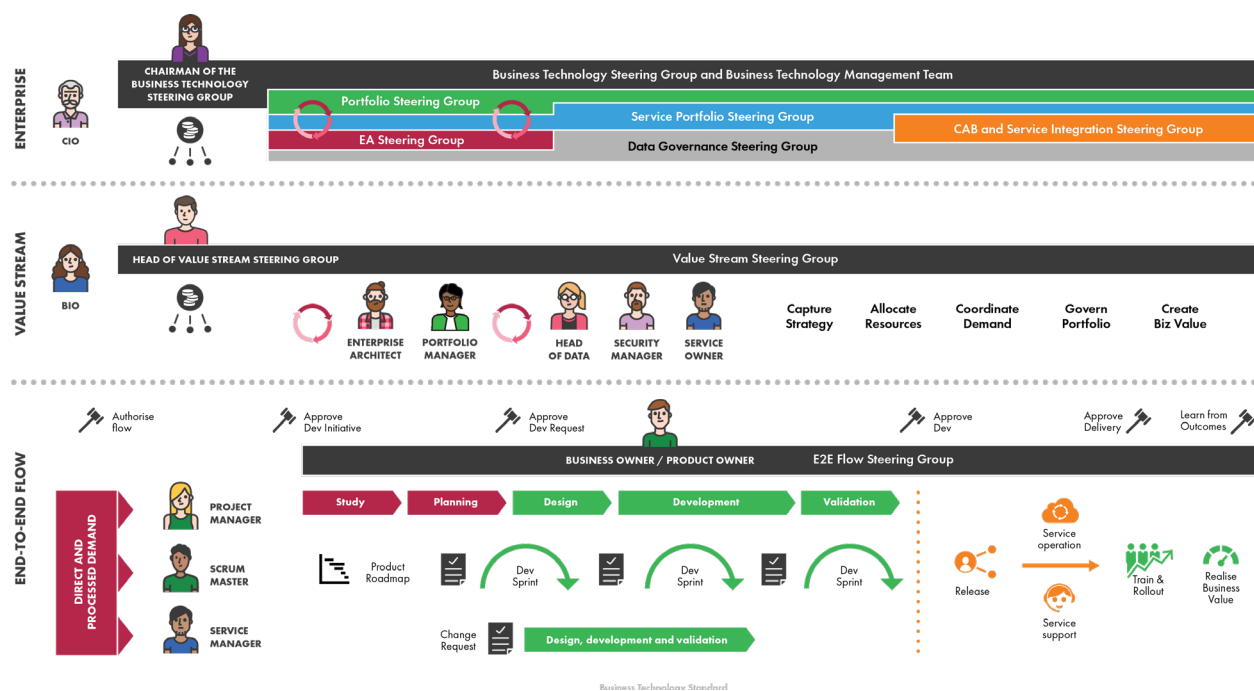 ENTERPRISE
CIO
CHAIRMAN OF THE
BUSINESS TECHNOLOGY
STEERING GROUP
Business Technology Steering Group and Business Technology Management Team
Portfolio Steering Group
Service Portfolio Steering Group
CAB and Service Integration Steering Group
EA Steering Group
Data Governance Steering Group
VALUE STREAM
BIO
HEAD OF VALUE STREAM STEERING GROUP
Value Stream Steering Group
ENTERPRISE
ARCHITECT
PORTFOLIO
MANAGER
HEAD
OF DATA
SECURITY
MANAGER
SERVICE
OWNER
Capture
Strategy
Allocate
Resources
Coordinate
Demand
Govern
Portfolio
Create
Biz Value
END-TO-END FLOW
Authorise
flow
Approve
Dev Initiative
Approve
Dev Request
Approve
Dev
Approve
Delivery
Learn from
Outcomes
BUSINESS OWNER / PRODUCT OWNER
E2E Flow Steering Group
DIRECT AND
PROCESSED DEMAND
PROJECT
MANAGER
SCRUM
MASTER
SERVICE
MANAGER
Study
Planning
Design
Development
Validation
Product
Roadmap
Dev
Sprint
Dev
Sprint
Dev
Sprint
Change
Request
Design, development and validation
Release
Service
operation
Service
support
Train &
Rollout
Realise
Business
Value
Business Technology Standard